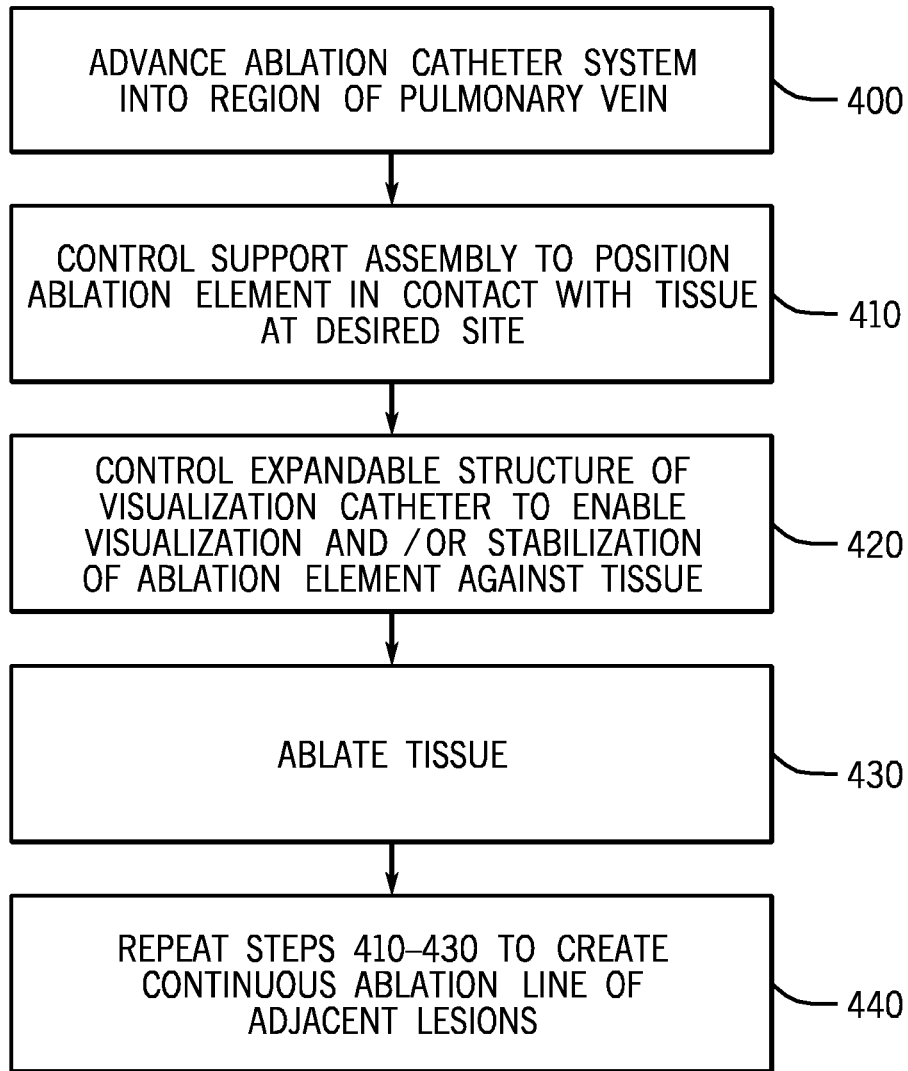 ADVANCE ABLATION CATHETER SYSTEM
INTO REGION OF PULMONARY VEIN
400
CONTROL SUPPORT ASSEMBLY TO POSITION
ABLATION ELEMENT IN CONTACT WITH TISSUE
AT DESIRED SITE
410
CONTROL EXPANDABLE STRUCTURE OF
VISUALIZATION CATHETER TO ENABLE
VISUALIZATION AND /OR STABILIZATION
OF ABLATION ELEMENT AGAINST TISSUE
420
ABLATE TISSUE
430
REPEAT STEPS 410–430 TO CREATE
CONTINUOUS ABLATION LINE OF
ADJACENT LESIONS
440